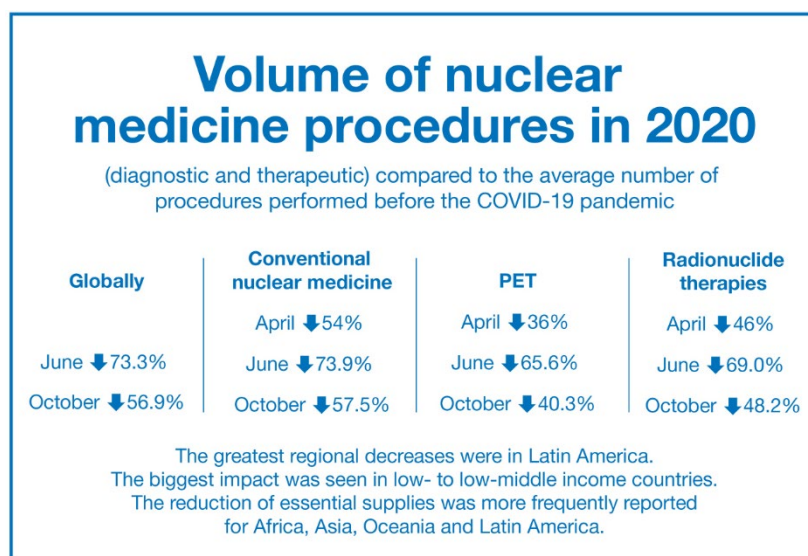 Volume of nuclear
medicine procedures in 2020
(diagnostic and therapeutic) compared to the average number of
procedures performed before the COVID-19 pandemic
Globally
June ⬇73.3%
October ⬇56.9%
Conventional
nuclear medicine
April ⬇54%
June ⬇73.9%
October ⬇57.5%
PET
April ⬇36%
June ⬇65.6%
October ⬇40.3%
Radionuclide
therapies
April ⬇46%
June ⬇69.0%
October ⬇48.2%
The greatest regional decreases were in Latin America.
The biggest impact was seen in low- to low-middle income countries.
The reduction of essential supplies was more frequently reported
for Africa, Asia, Oceania and Latin America.